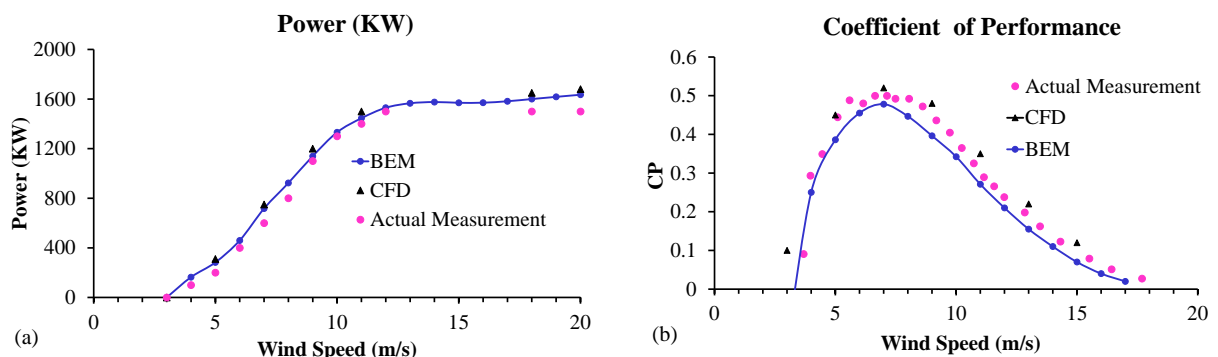 Power (KW)
2000
1600
1200
800
400
0
Power (KW)
BEM
CFD
Actual Measurement
0
5
10
15
20
Wind Speed (m/s)
(a)
Coefficient of Performance
0.6
0.5
0.4
0.3
0.2
0.1
0
CP
Actual Measurement
CFD
BEM
0
5
10
15
20
Wind Speed (m/s)
(b)